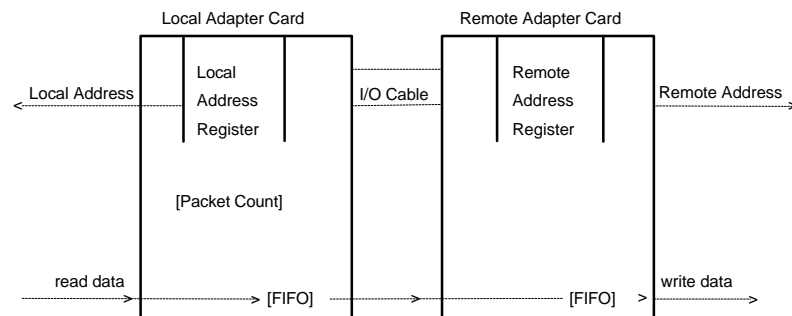 Local Adapter Card Remote Adapter Card
Local Remote
Local Address Address I/O Cable Address Remote Address
Register Register
[Packet Count]
read data write data
> [FIFO] > [FIFO] >